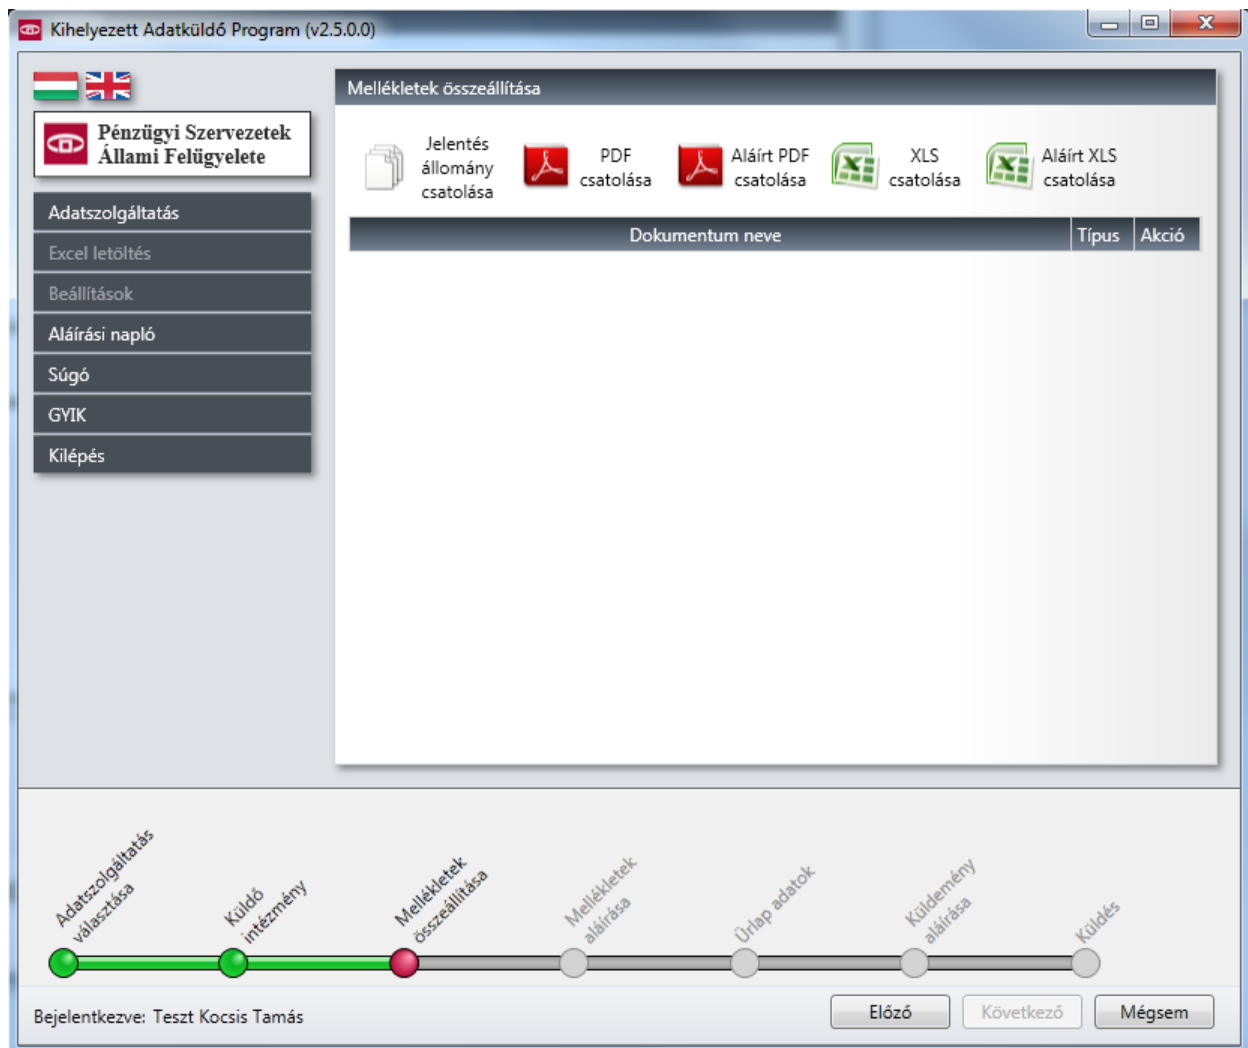 Kihelyezett Adatküldő Program (v2.5.0.0)
Pénzügyi Szervezetek
Állami Felügyelete
Adatszolgáltatás
Excel letöltés
Beállítások
Aláírási napló
Súgó
GYIK
Kilépés
Mellékletek összeállítása
Jelentés
állomány
csatolása
PDF
csatolása
Aláírt PDF
csatolása
XLS
csatolása
Aláírt XLS
csatolása
Dokumentum neve
Típus
Akció
Adatszolgáltatás
választása
Küldő
intézmény
Mellékletek
összeállítása
Mellékletek
aláírása
Űrlap adatok
Küldemény
aláírása
Küldés
Bejelentkezve: Teszt Kocsis Tamás
Előző
Következő
Mégsem